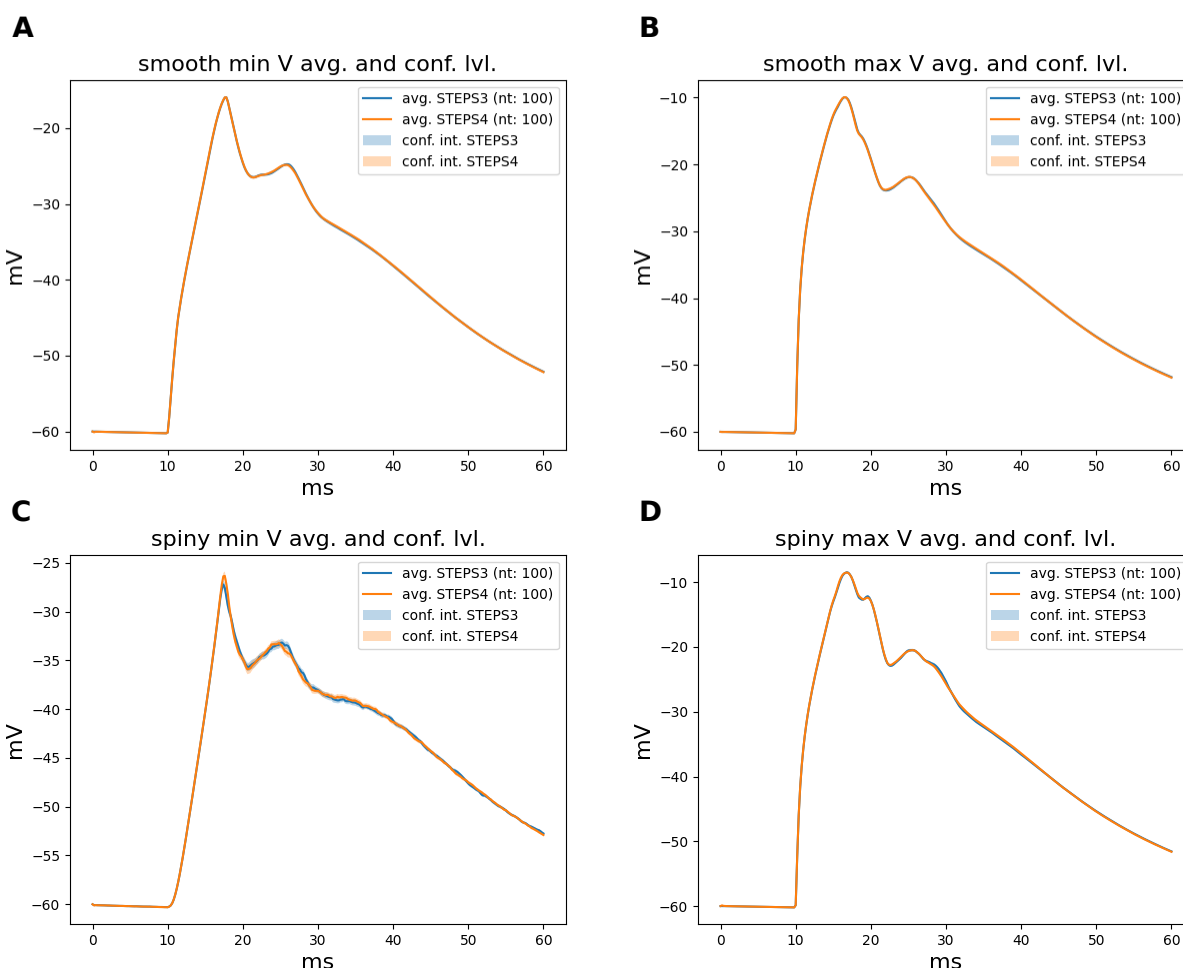 A
smooth min V avg. and conf. lvl.
avg. STEPS3 (nt: 100)
avg. STEPS4 (nt: 100)
conf. int. STEPS3
conf. int. STEPS4
−20
−30
−40
−50
−60
mV
0 10 20 30 40 50 60
ms
B
smooth max V avg. and conf. lvl.
avg. STEPS3 (nt: 100)
avg. STEPS4 (nt: 100)
conf. int. STEPS3
conf. int. STEPS4
−10
−20
−30
−40
−50
−60
mV
0 10 20 30 40 50 60
ms
C
spiny min V avg. and conf. lvl.
avg. STEPS3 (nt: 100)
avg. STEPS4 (nt: 100)
conf. int. STEPS3
conf. int. STEPS4
−25
−30
−35
−40
−45
−50
−55
−60
mV
0 10 20 30 40 50 60
ms
D
spiny max V avg. and conf. lvl.
avg. STEPS3 (nt: 100)
avg. STEPS4 (nt: 100)
conf. int. STEPS3
conf. int. STEPS4
−10
−20
−30
−40
−50
−60
mV
0 10 20 30 40 50 60
ms